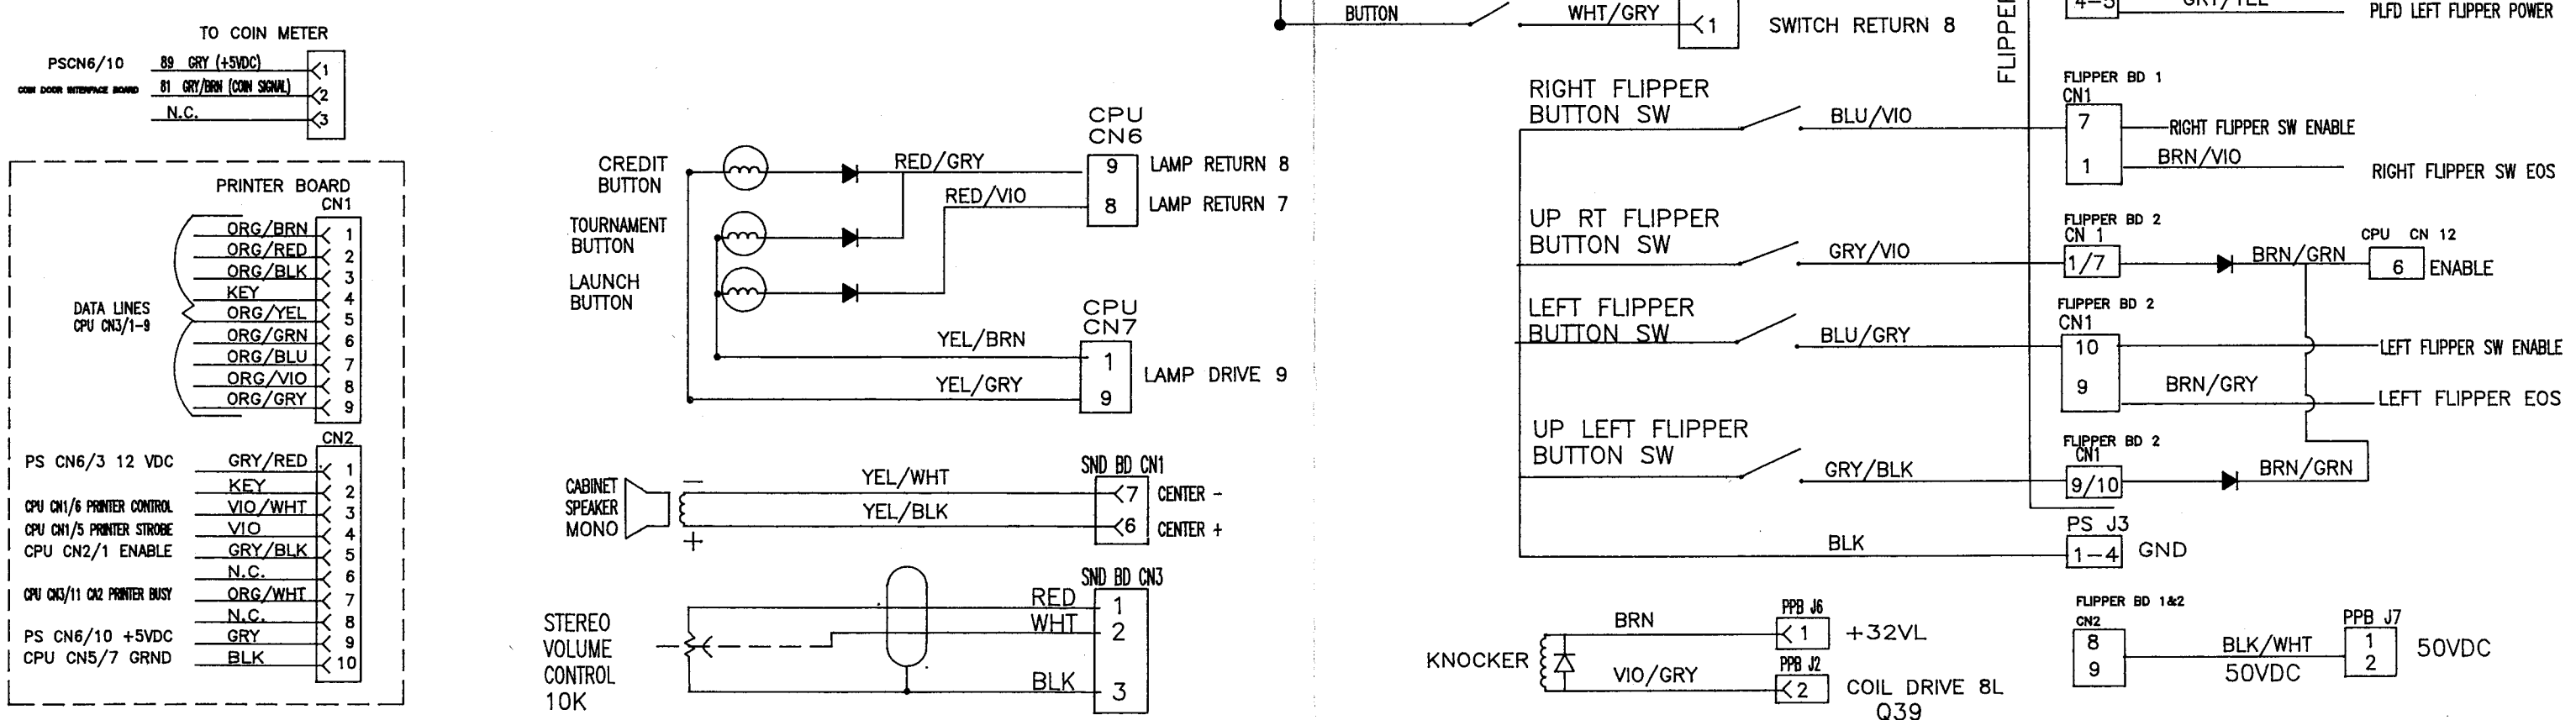 TO COIN METER
PSCN6/10 89 GRY (+5VDC) 1
COIN DOOR INTERFACE BOARD 81 GRY/BRN (COIN SIGNAL) 2
N.C. 3
PRINTER BOARD
CN1
ORG/BRN 1
ORG/RED 2
ORG/BLK 3
KEY 4
ORG/YEL 5
ORG/GRN 6
ORG/BLU 7
ORG/VIO 8
ORG/GRY 9
DATA LINES
CPU CN3/1-9
CN2
PS CN6/3 12 VDC GRY/RED 1
KEY 2
CPU CN1/6 PRINTER CONTROL VIO/WHT 3
CPU CN1/5 PRINTER STROBE VIO 4
CPU CN2/1 ENABLE GRY/BLK 5
N.C. 6
CPU CN3/11 CA2 PRINTER BUSY ORG/WHT 7
N.C. 8
PS CN6/10 +5VDC GRY 9
CPU CN5/7 GRND BLK 10
CPU
CN6
CREDIT
BUTTON
RED/GRY 9 LAMP RETURN 8
RED/VIO 8 LAMP RETURN 7
TOURNAMENT
BUTTON
LAUNCH
BUTTON
CPU
CN7
YEL/BRN 1
LAMP DRIVE 9
YEL/GRY 9
CABINET
SPEAKER
MONO
− +
SND BD CN1
YEL/WHT 7 CENTER -
YEL/BLK 6 CENTER +
SND BD CN3
STEREO
VOLUME
CONTROL
10K
RED 1
WHT 2
BLK 3
BUTTON WHT/GRY 1 SWITCH RETURN 8
FLIPPER
4-5 GRY/YEL PLFD LEFT FLIPPER POWER
RIGHT FLIPPER
BUTTON SW
BLU/VIO
FLIPPER BD 1
CN1
7 RIGHT FLIPPER SW ENABLE
1 BRN/VIO RIGHT FLIPPER SW EOS
UP RT FLIPPER
BUTTON SW
GRY/VIO
FLIPPER BD 2
CN 1
1/7 BRN/GRN
CPU CN 12
6 ENABLE
LEFT FLIPPER
BUTTON SW
BLU/GRY
FLIPPER BD 2
CN1
10 LEFT FLIPPER SW ENABLE
9 BRN/GRY LEFT FLIPPER EOS
UP LEFT FLIPPER
BUTTON SW
GRY/BLK
FLIPPER BD 2
CN1
9/10 BRN/GRN
PS J3
BLK 1-4 GND
KNOCKER
BRN
PPB J6
1 +32VL
VIO/GRY
PPB J2
2 COIL DRIVE 8L
Q39
FLIPPER BD 1&2
CN2
8
9
BLK/WHT
50VDC
PPB J7
1
2
50VDC